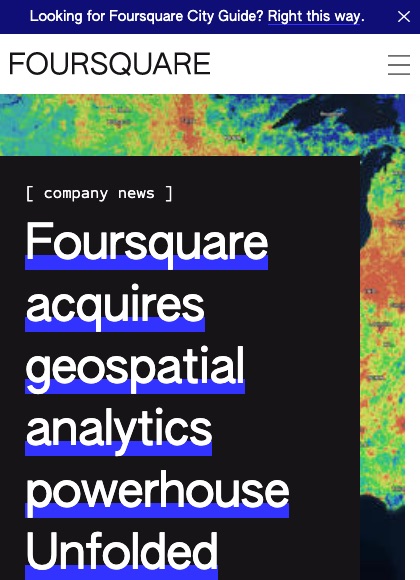 Looking for Foursquare City Guide? Right this way.
FOURSQUARE
[ company news ]
Foursquare
acquires
geospatial
analytics
powerhouse
Unfolded